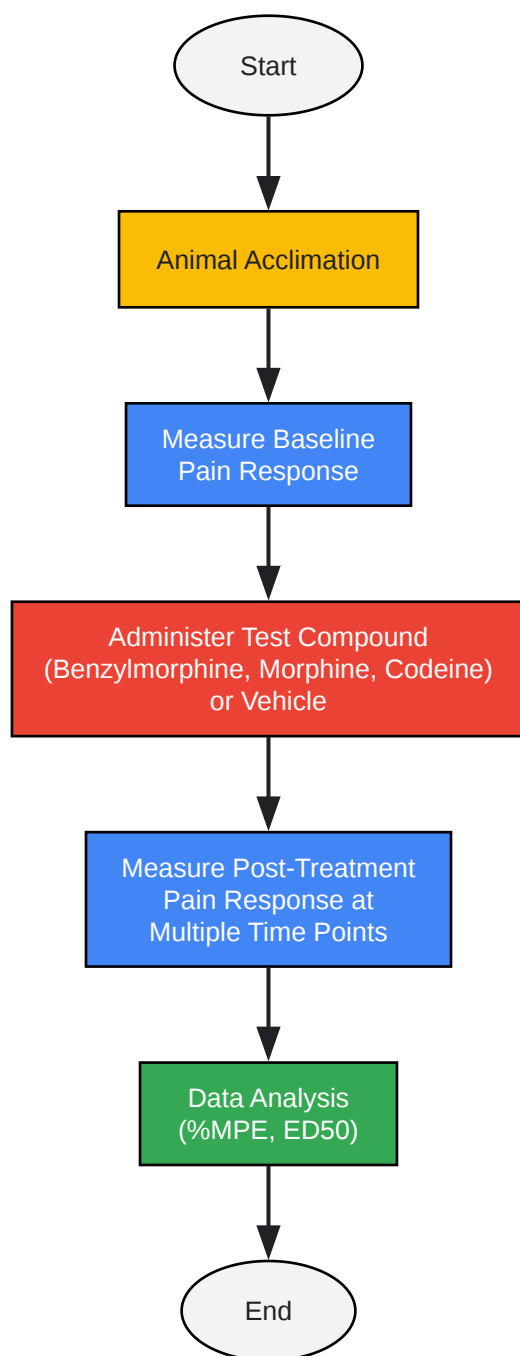 Start
Animal Acclimation
Measure Baseline
Pain Response
Administer Test Compound
(Benzylmorphine, Morphine, Codeine)
or Vehicle
Measure Post-Treatment
Pain Response at
Multiple Time Points
Data Analysis
(%MPE, ED50)
End